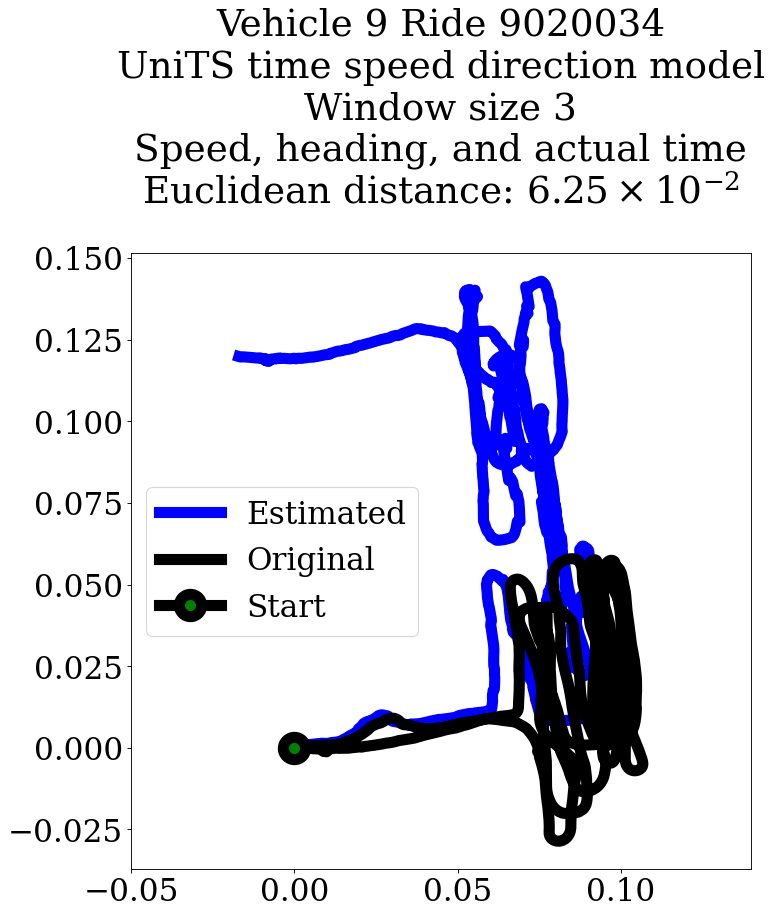 Vehicle 9 Ride 9020034
UniTS time speed direction model
Window size 3
Speed, heading, and actual time
Euclidean distance: 6.25 × 10⁻²
0.150
0.125
0.100
0.075
0.050
0.025
0.000
−0.025
Estimated
Original
Start
−0.05 0.00 0.05 0.10